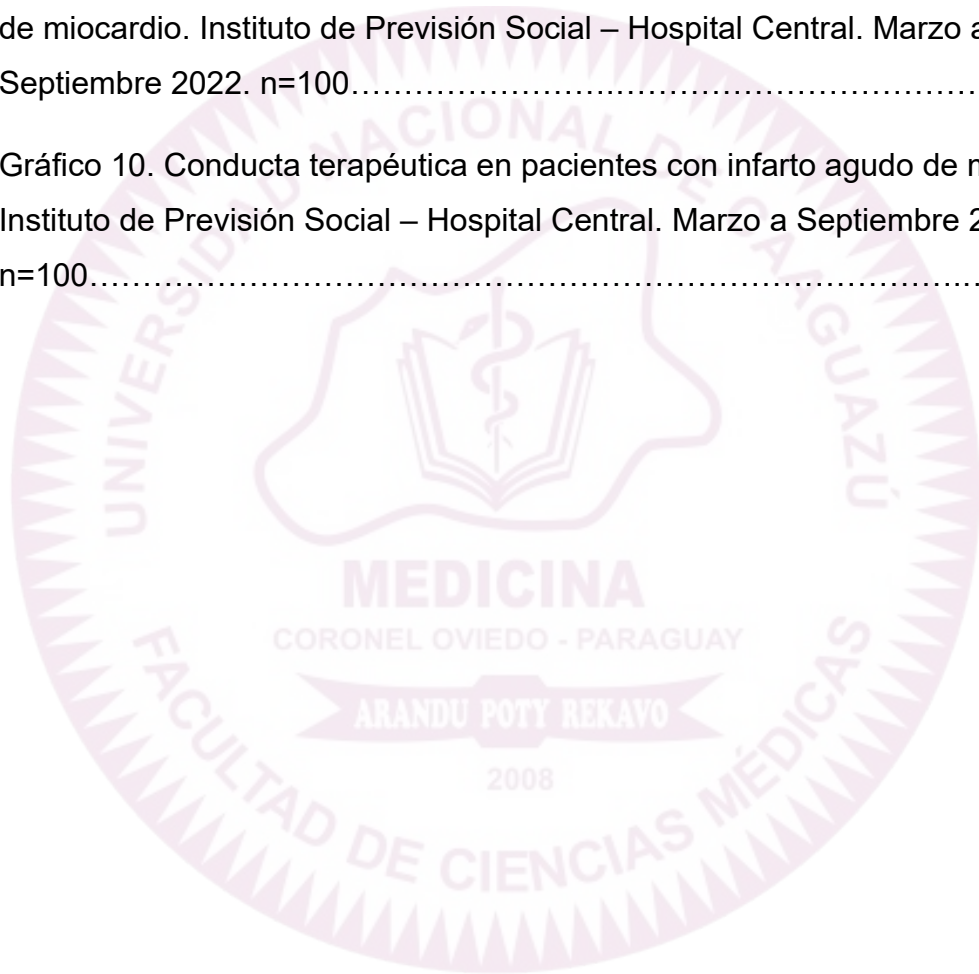 de miocardio. Instituto de Previsión Social – Hospital Central. Marzo a
Septiembre 2022. n=100……………………………………………………
Gráfico 10. Conducta terapéutica en pacientes con infarto agudo de
Instituto de Previsión Social – Hospital Central. Marzo a Septiembre
n=100……………………………………………………………………………
UNIVERSIDAD NACIONAL DE CAAGUAZÚ
MEDICINA
CORONEL OVIEDO - PARAGUAY
ARANDU POTY REKAVO
2008
FACULTAD DE CIENCIAS MÉDICAS